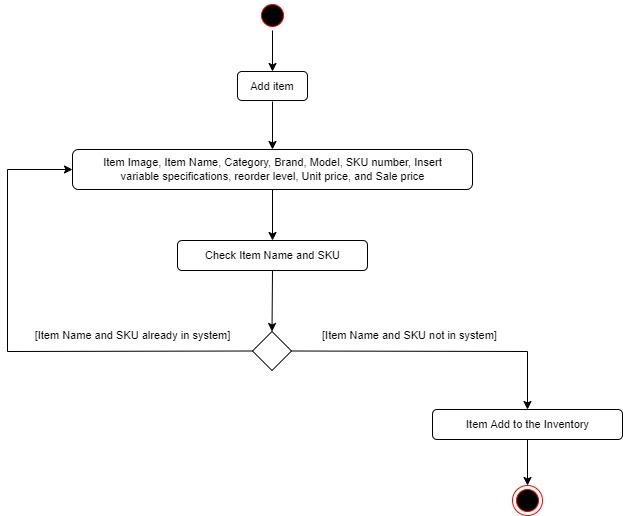 Add item
Item Image, Item Name, Category, Brand, Model, SKU number, Insert
variable specifications, reorder level, Unit price, and Sale price
Check Item Name and SKU
[Item Name and SKU already in system]
[Item Name and SKU not in system]
Item Add to the Inventory